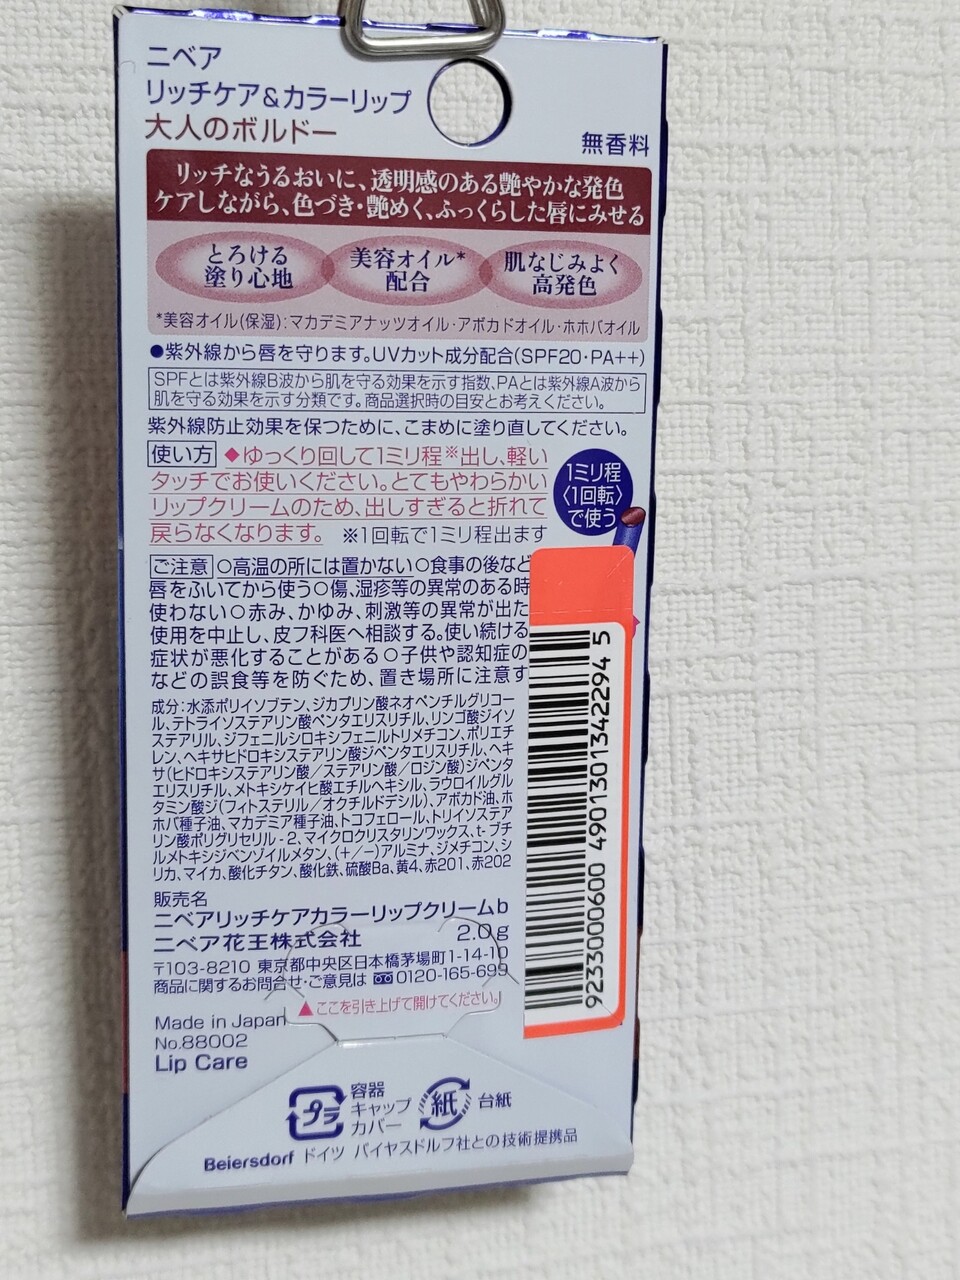 ニベア
リッチケア&カラーリップ
大人のボルドー
無香料
リッチなうるおいに、透明感のある艶やかな発色
ケアしながら、色づき・艶めく、ふっくらした唇にみせる
とろける
塗り心地
美容オイル*
配合
肌なじみよく
高発色
*美容オイル(保湿):マカデミアナッツオイル・アボカドオイル・ホホバオイル
●紫外線から唇を守ります。UVカット成分配合(SPF20・PA++)
SPFとは紫外線B波から肌を守る効果を示す指数、PAとは紫外線A波から
肌を守る効果を示す分類です。商品選択時の目安とお考えください。
紫外線防止効果を保つために、こまめに塗り直してください。
使い方 ◆ゆっくり回して1ミリ程※出し、軽い
タッチでお使いください。とてもやわらかい
リップクリームのため、出しすぎると折れて
戻らなくなります。 ※1回転で1ミリ程出ます
1ミリ程
〈1回転〉
で使う
ご注意 ○高温の所には置かない○食事の後など
唇をふいてから使う○傷、湿疹等の異常のある時
使わない○赤み、かゆみ、刺激等の異常が出た
使用を中止し、皮フ科医へ相談する。使い続ける
症状が悪化することがある○子供や認知症の
などの誤食等を防ぐため、置き場所に注意す
成分:水添ポリイソブテン、ジカプリン酸ネオペンチルグリコー
ル、テトライソステアリン酸ペンタエリスリチル、リンゴ酸ジイソ
ステアリル、ジフェニルシロキシフェニルトリメチコン、ポリエチ
レン、ヘキサヒドロキシステアリン酸ジペンタエリスリチル、ヘキ
サ(ヒドロキシステアリン酸/ステアリン酸/ロジン酸)ジペンタ
エリスリチル、メトキシケイヒ酸エチルヘキシル、ラウロイルグル
タミン酸ジ(フィトステリル/オクチルドデシル)、アボカド油、ホ
ホバ種子油、マカデミア種子油、トコフェロール、トリイソステア
リン酸ポリグリセリル-2、マイクロクリスタリンワックス、t-ブチ
ルメトキシジベンゾイルメタン、(+/-)アルミナ、ジメチコン、シ
リカ、マイカ、酸化チタン、酸化鉄、硫酸Ba、黄4、赤201、赤202
9233000600 4901301342294 5
販売名
ニベアリッチケアカラーリップクリームb
ニベア花王株式会社 2.0g
〒103-8210 東京都中央区日本橋茅場町1-14-10
商品に関するお問合せ・ご意見は 0120-165-699
▲ここを引き上げて開けてください。
Made in Japan
No.88002
Lip Care
プラ
容器
キャップ
カバー
紙
台紙
Beiersdorf ドイツ バイヤスドルフ社との技術提携品